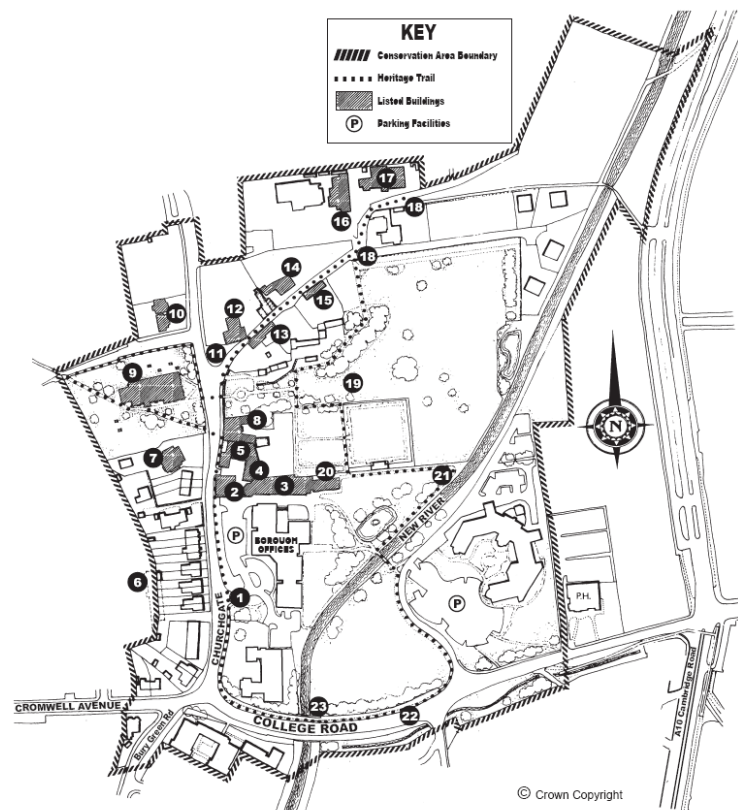 KEY
Conservation Area Boundary
Heritage Trail
Listed Buildings
P Parking Facilities
17
16
18
18
14
15
10
12
13
11
9
19
8
7
5
4
20
2
3
21
N
P
BOROUGH
OFFICES
NEW RIVER
6
1
CHURCHGATE
P
P.H.
CROMWELL AVENUE
Bury Green Rd
23
22
COLLEGE ROAD
A10 Cambridge Road
© Crown Copyright